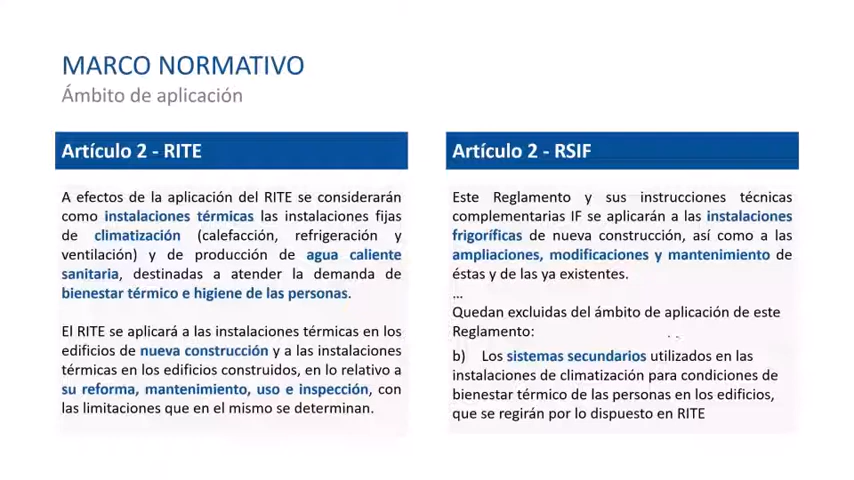 MARCO NORMATIVO
Ámbito de aplicación
Artículo 2 - RITE
A efectos de la aplicación del RITE se considerarán
como instalaciones térmicas las instalaciones fijas
de climatización (calefacción, refrigeración y
ventilación) y de producción de agua caliente
sanitaria, destinadas a atender la demanda de
bienestar térmico e higiene de las personas.
El RITE se aplicará a las instalaciones térmicas en los
edificios de nueva construcción y a las instalaciones
térmicas en los edificios construidos, en lo relativo a
su reforma, mantenimiento, uso e inspección, con
las limitaciones que en el mismo se determinan.
Artículo 2 - RSIF
Este Reglamento y sus instrucciones técnicas
complementarias IF se aplicarán a las instalaciones
frigoríficas de nueva construcción, así como a las
ampliaciones, modificaciones y mantenimiento de
éstas y de las ya existentes.
...
Quedan excluidas del ámbito de aplicación de este
Reglamento:
b) Los sistemas secundarios utilizados en las
instalaciones de climatización para condiciones de
bienestar térmico de las personas en los edificios,
que se regirán por lo dispuesto en RITE